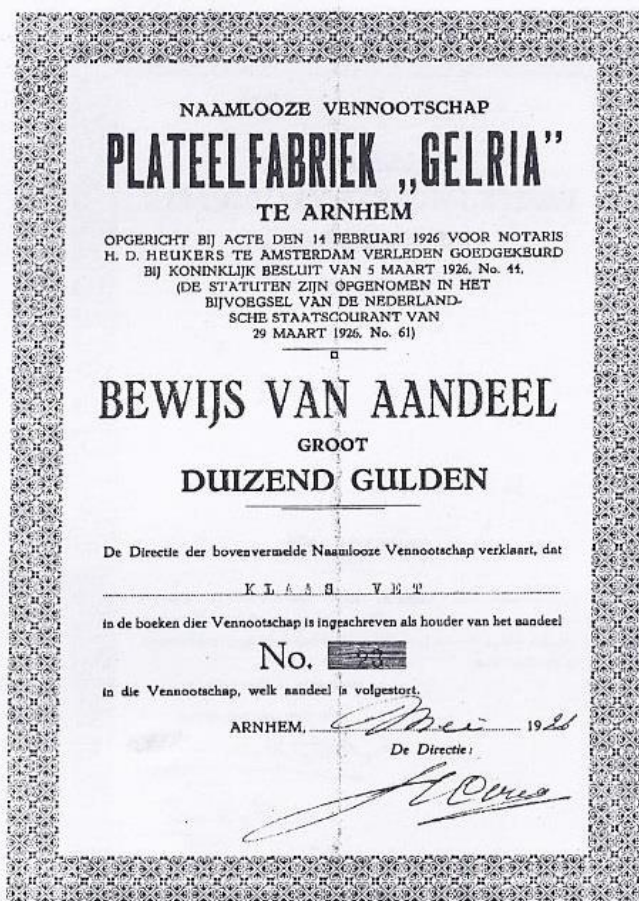 NAAMLOOZE VENNOOTSCHAP
PLATEELFABRIEK „GELRIA”
TE ARNHEM
OPGERICHT BIJ ACTE DEN 14 FEBRUARI 1926 VOOR NOTARIS
H. D. HEUKERS TE AMSTERDAM VERLEDEN GOEDGEKEURD
BIJ KONINKLIJK BESLUIT VAN 5 MAART 1926, No. 44,
(DE STATUTEN ZIJN OPGENOMEN IN HET
BIJVOEGSEL VAN DE NEDERLAND-
SCHE STAATSCOURANT VAN
29 MAART 1926, No. 61)
BEWIJS VAN AANDEEL
GROOT
DUIZEND GULDEN
De Directie der bovenvermelde Naamlooze Vennootschap verklaart, dat
KLAAS VET
in de boeken dier Vennootschap is ingeschreven als houder van het aandeel
No. 23
in die Vennootschap, welk aandeel is volgestort.
ARNHEM, Mei 1926
De Directie: